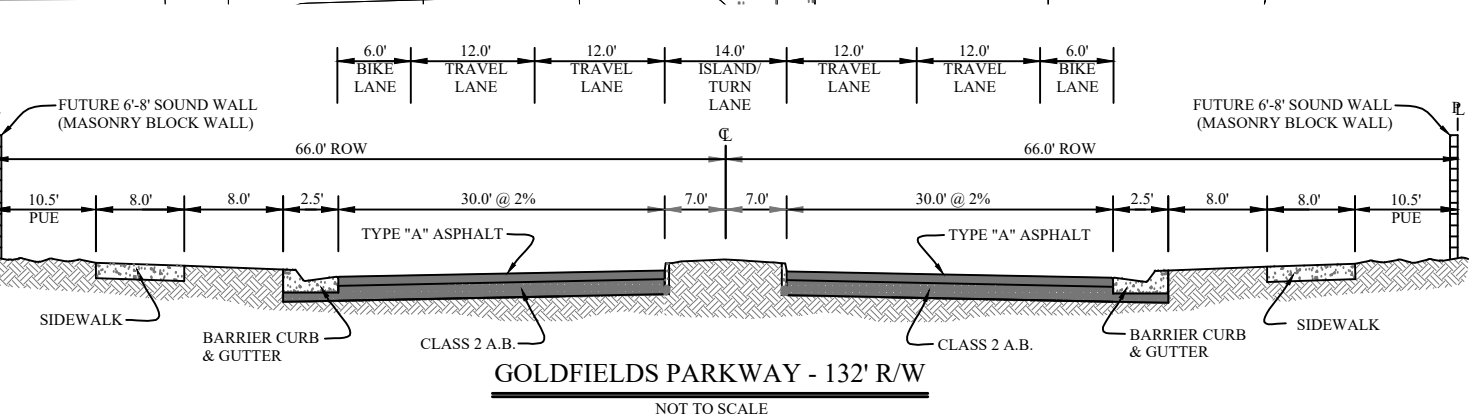 6.0' 12.0' 12.0' 14.0' 12.0' 12.0' 6.0'
BIKE TRAVEL TRAVEL ISLAND/ TRAVEL TRAVEL BIKE
LANE LANE LANE TURN LANE LANE LANE
LANE
FUTURE 6'-8' SOUND WALL
(MASONRY BLOCK WALL)
FUTURE 6'-8' SOUND WALL
(MASONRY BLOCK WALL)
PL
CL
66.0' ROW 66.0' ROW
10.5' 8.0' 8.0' 2.5' 30.0' @ 2% 7.0' 7.0' 30.0' @ 2% 2.5' 8.0' 8.0' 10.5'
PUE PUE
TYPE "A" ASPHALT TYPE "A" ASPHALT
SIDEWALK
BARRIER CURB
& GUTTER
CLASS 2 A.B.
CLASS 2 A.B.
BARRIER CURB
& GUTTER
SIDEWALK
GOLDFIELDS PARKWAY - 132' R/W
NOT TO SCALE